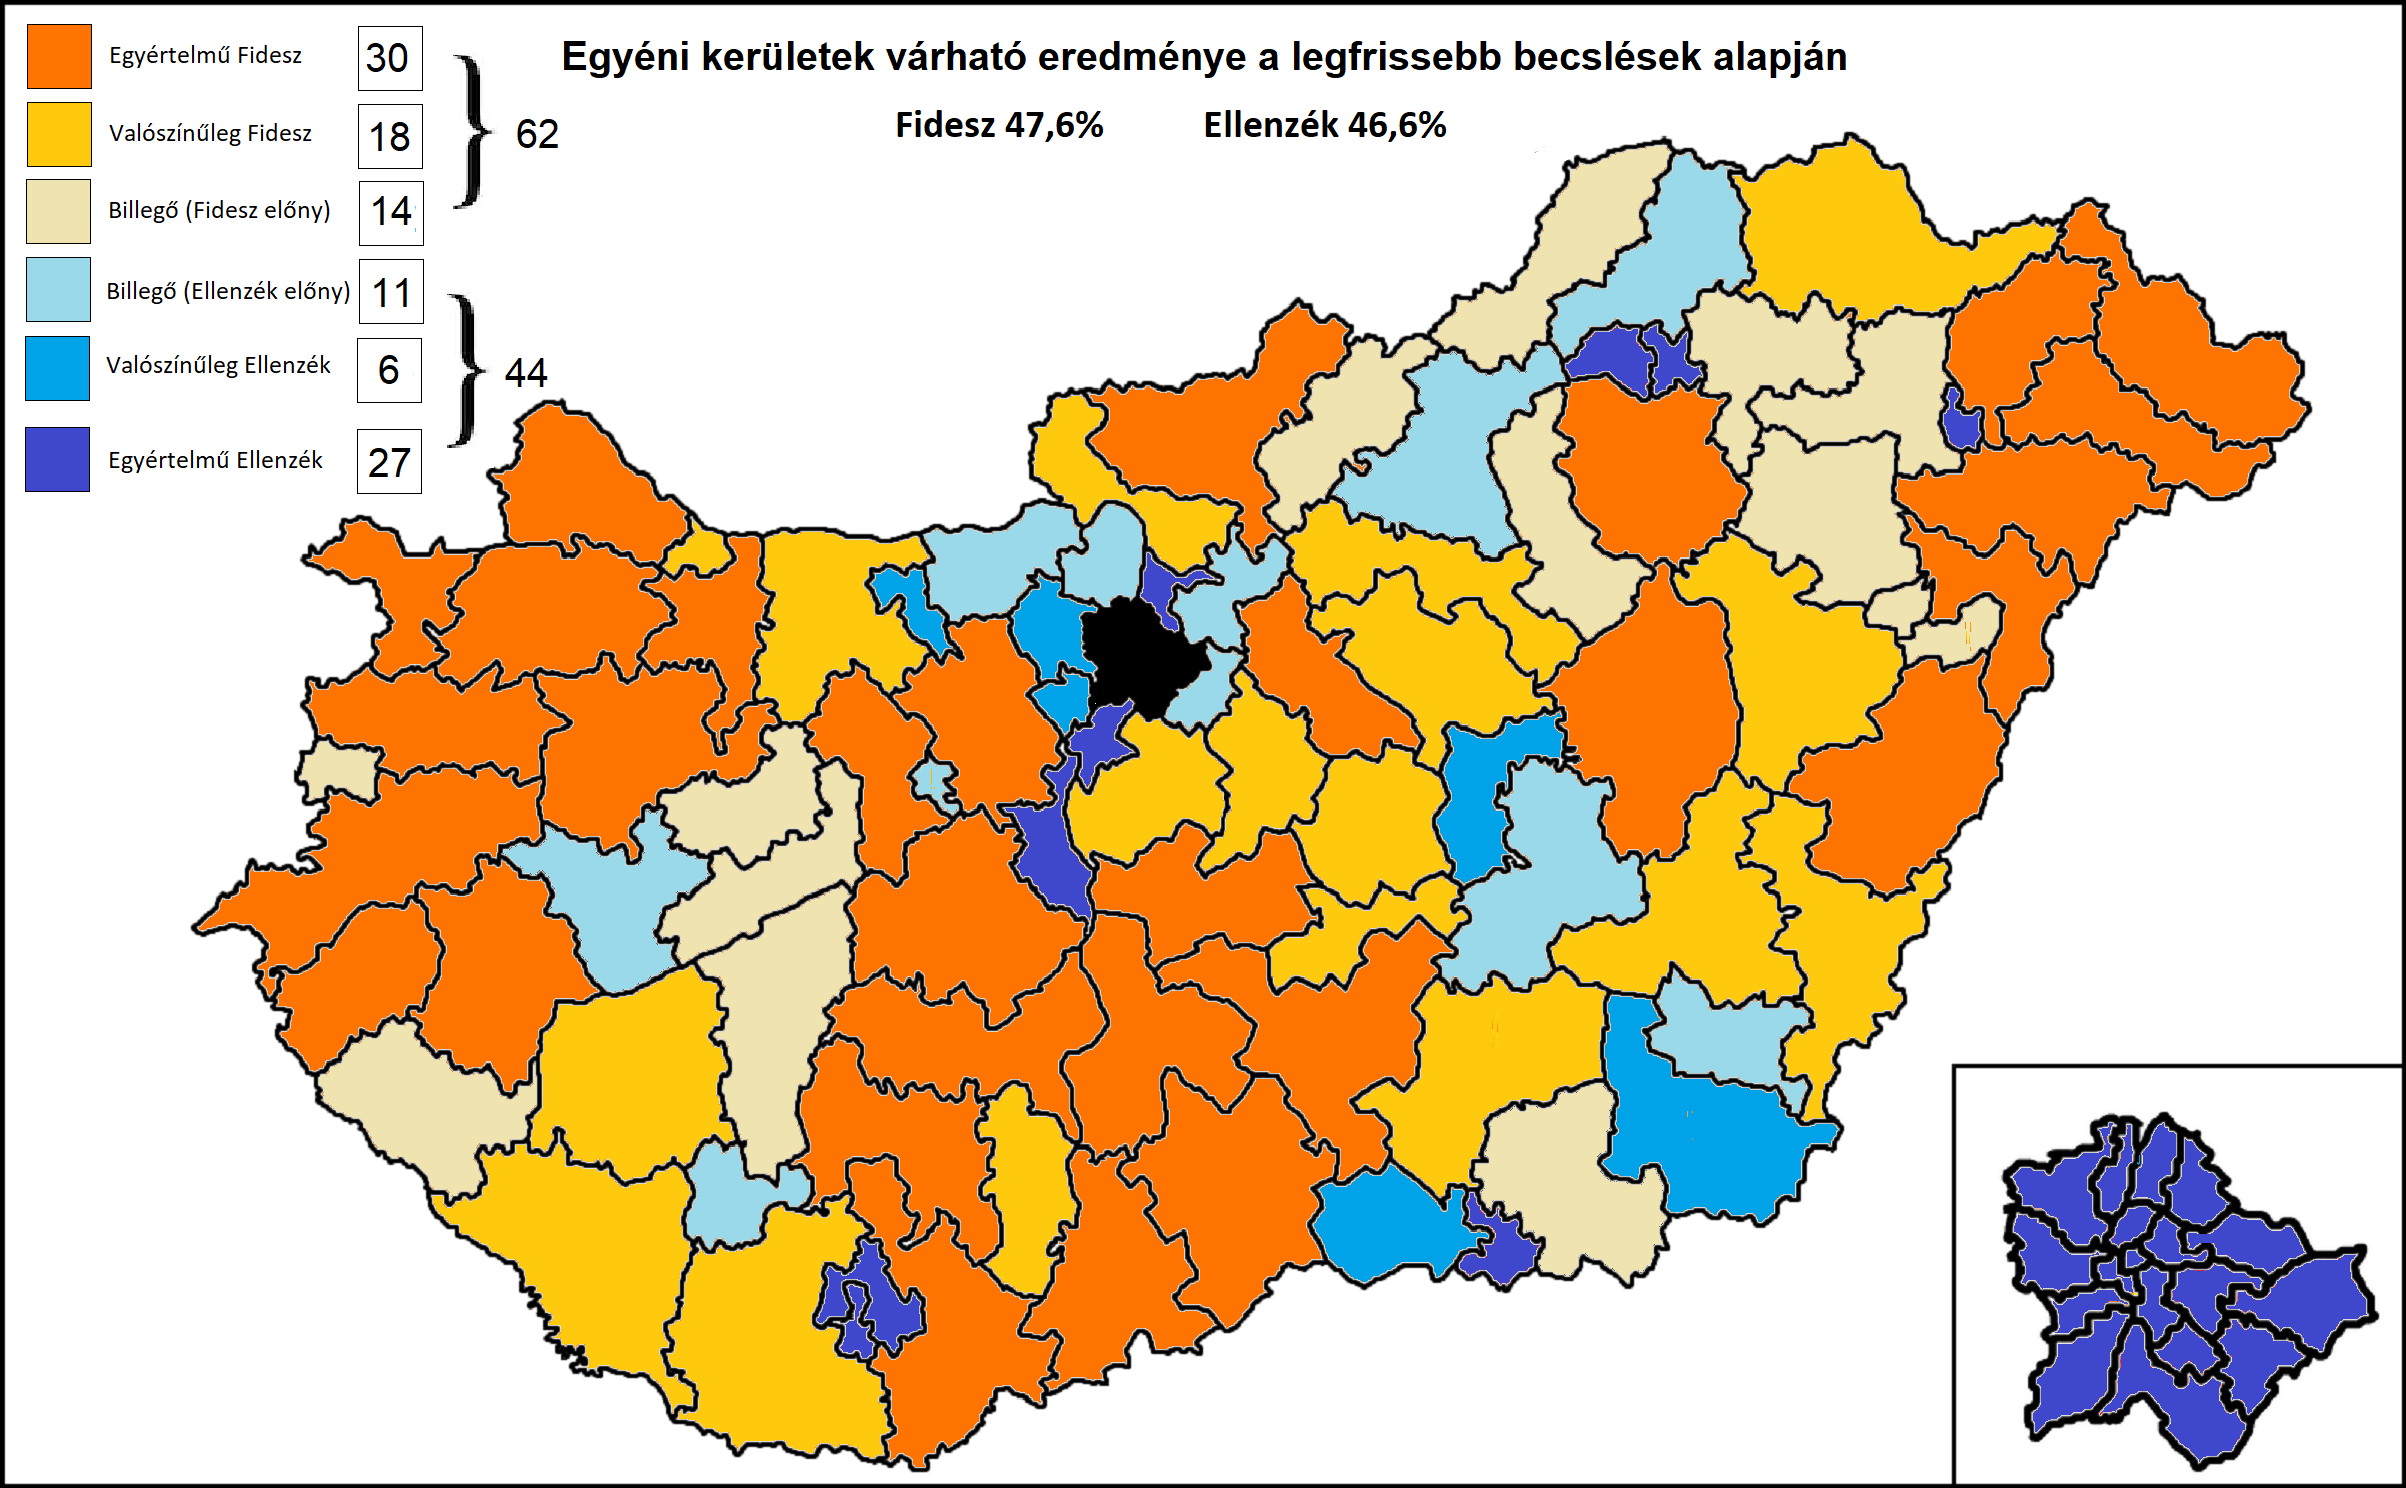 Egyéni kerületek várható eredménye a legfrissebb becslések alapján
Fidesz 47,6% Ellenzék 46,6%
Egyértelmű Fidesz 30
Valószínűleg Fidesz 18
Billegő (Fidesz előny) 14
62
Billegő (Ellenzék előny) 11
Valószínűleg Ellenzék 6
Egyértelmű Ellenzék 27
44